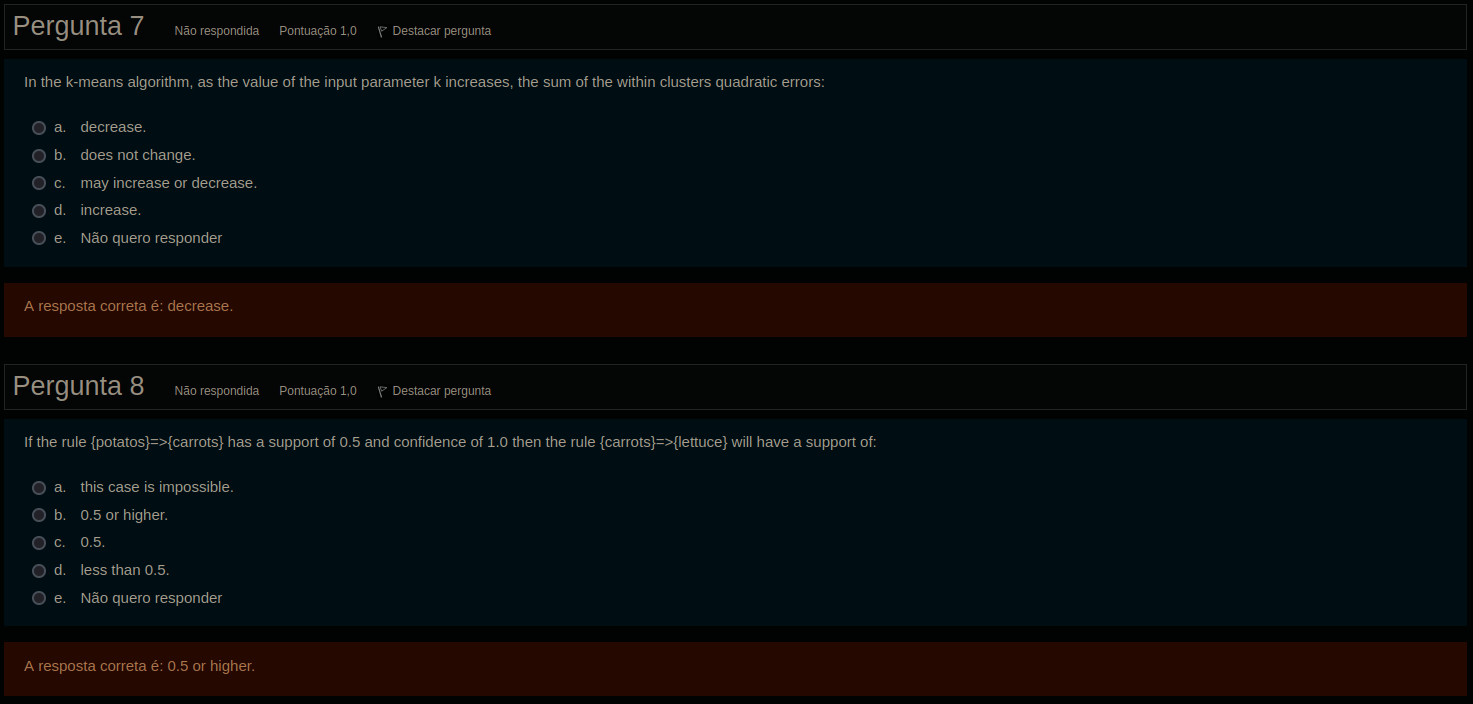 Pergunta 7 Não respondida Pontuação 1,0 Destacar pergunta
In the k-means algorithm, as the value of the input parameter k increases, the sum of the within clusters quadratic errors:
a. decrease.
b. does not change.
c. may increase or decrease.
d. increase.
e. Não quero responder
A resposta correta é: decrease.
Pergunta 8 Não respondida Pontuação 1,0 Destacar pergunta
If the rule {potatos}=>{carrots} has a support of 0.5 and confidence of 1.0 then the rule {carrots}=>{lettuce} will have a support of:
a. this case is impossible.
b. 0.5 or higher.
c. 0.5.
d. less than 0.5.
e. Não quero responder
A resposta correta é: 0.5 or higher.